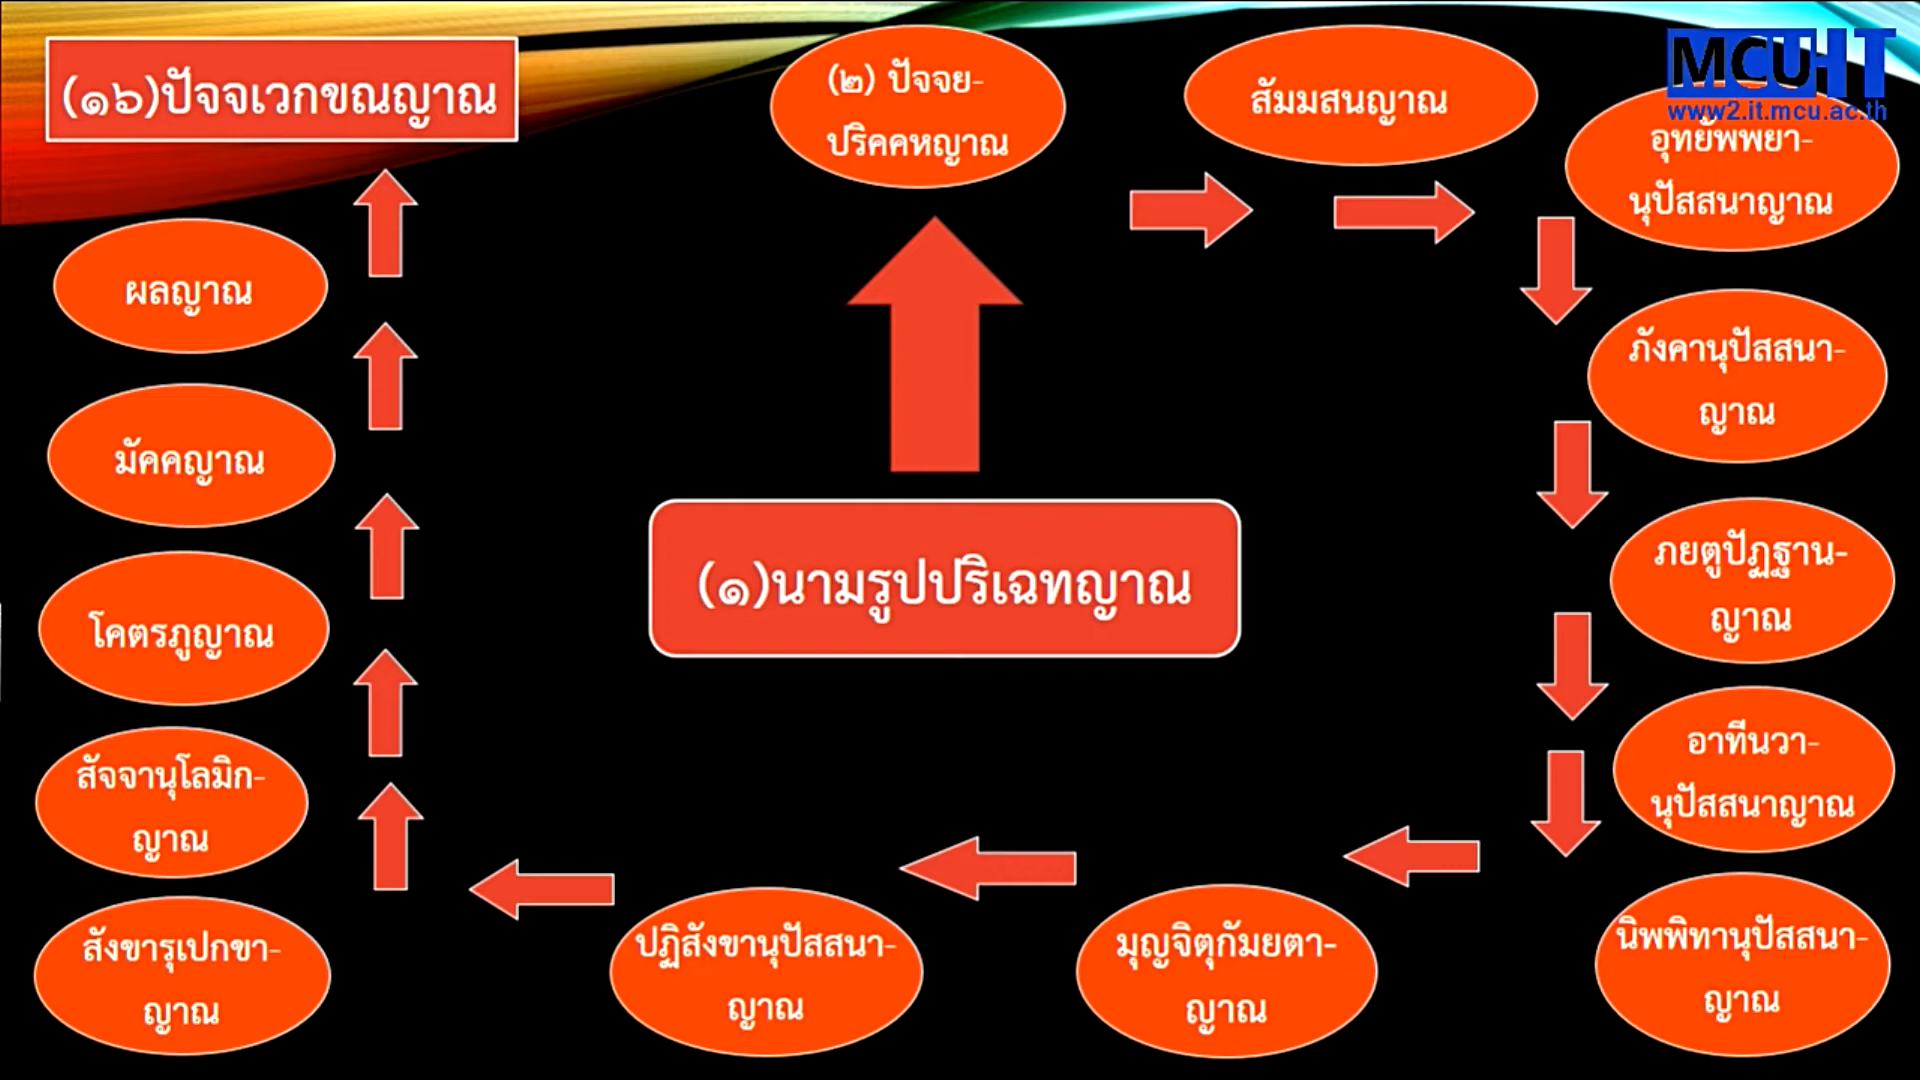 (๑๖)ปัจจเวกขณญาณ
(๒) ปัจจย-
ปริคคหญาณ
สัมมสนญาณ
MCU-IT
www2.it.mcu.ac.th
อุทยัพพยา-
นุปัสสนาญาณ
ภังคานุปัสสนา-
ญาณ
ภยตูปัฏฐาน-
ญาณ
อาทีนวา-
นุปัสสนาญาณ
นิพพิทานุปัสสนา-
ญาณ
มุญจิตุกัมยตา-
ญาณ
ปฏิสังขานุปัสสนา-
ญาณ
สังขารุเปกขา-
ญาณ
สัจจานุโลมิก-
ญาณ
โคตรภูญาณ
มัคคญาณ
ผลญาณ
(๑)นามรูปปริเฉทญาณ